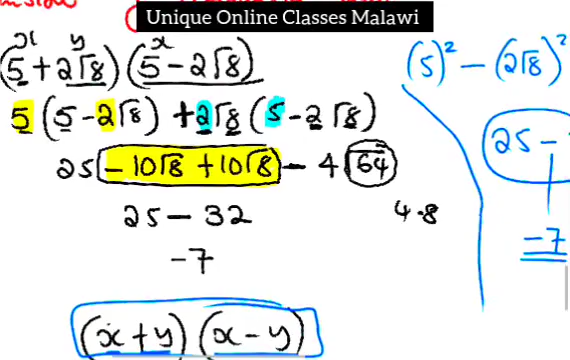 Unique Online Classes Malawi
x y x
(5 + 2√8) (5 - 2√8)
5 (5 - 2√8) + 2√8 (5 - 2√8)
25 - 10√8 + 10√8 - 4√64
25 - 32
4·8
-7
(x + y) (x - y)
(5)² - (2√8)²
25 -
-7